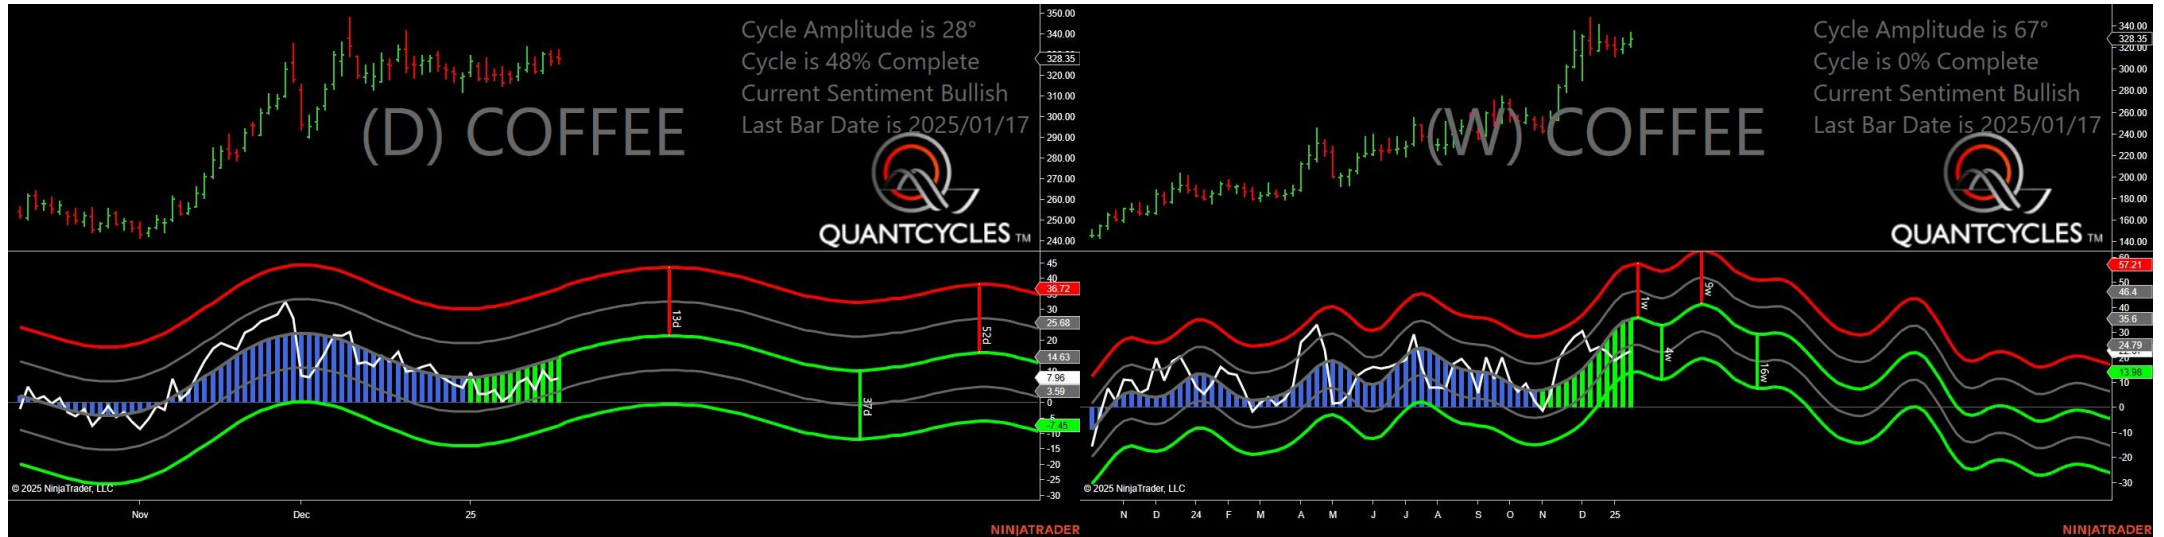 Cycle Amplitude is 28°
Cycle is 48% Complete
Current Sentiment Bullish
Last Bar Date is 2025/01/17
(D) COFFEE
QUANTCYCLES TM
350.00
340.00
328.35
320.00
310.00
300.00
290.00
280.00
270.00
260.00
250.00
240.00
45
40
36.72
30
25.68
20
14.63
7.96
3.59
0
-7.45
-10
-15
-20
-25
-30
13d
37d
52d
© 2025 NinjaTrader, LLC
Nov
Dec
25
NINJATRADER
Cycle Amplitude is 67°
Cycle is 0% Complete
Current Sentiment Bullish
Last Bar Date is 2025/01/17
(W) COFFEE
QUANTCYCLES TM
340.00
328.35
320.00
300.00
280.00
260.00
240.00
220.00
200.00
180.00
160.00
140.00
57.21
46.4
35.6
30
24.79
20
13.98
10
0
-10
-20
-30
1w
4w
9w
16w
© 2025 NinjaTrader, LLC
N D 24 F M A M J J A S O N D 25
NINJATRADER